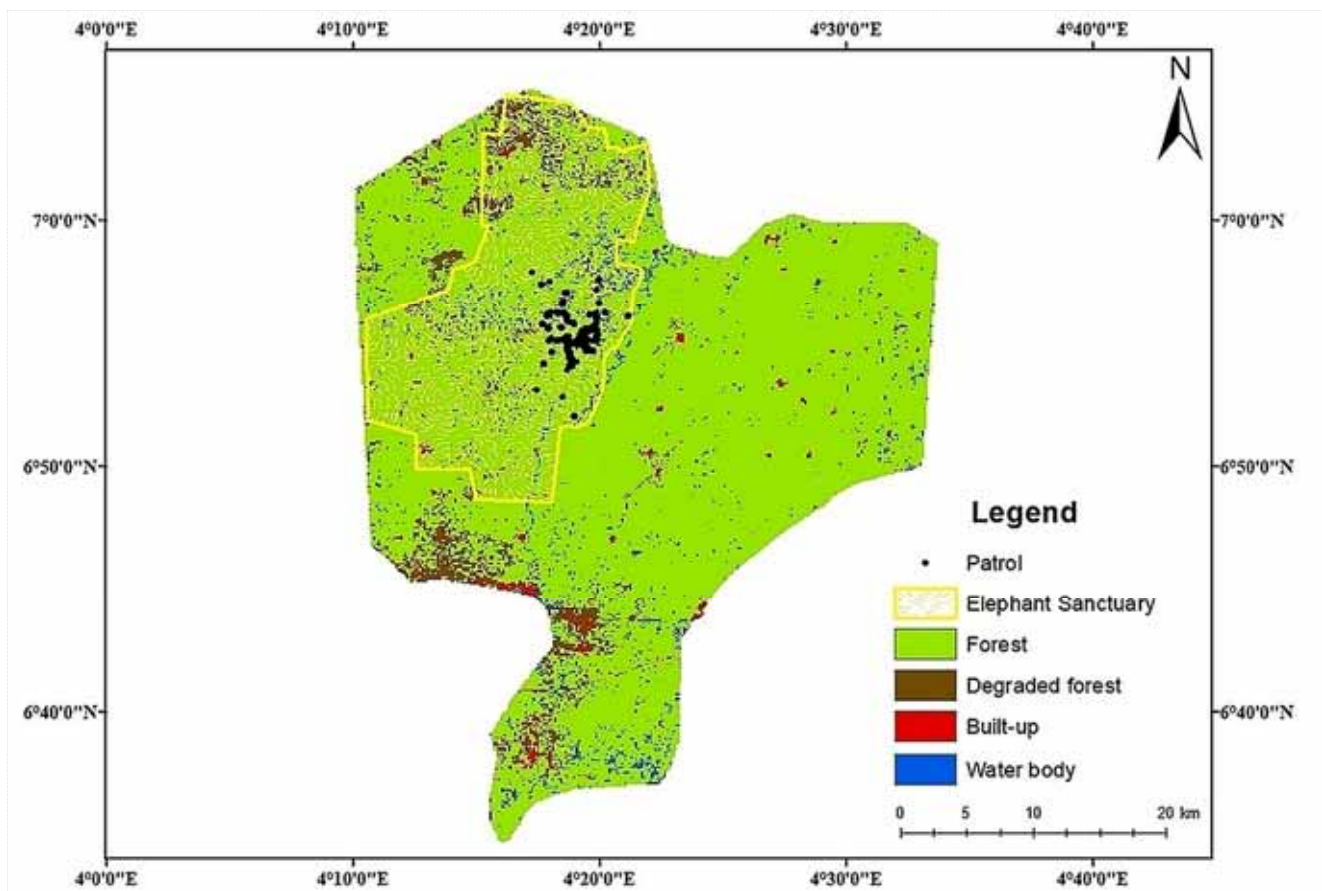 4°0'0"E 4°10'0"E 4°20'0"E 4°30'0"E 4°40'0"E
N
7°0'0"N 7°0'0"N
6°50'0"N 6°50'0"N
Legend
Patrol
Elephant Sanctuary
Forest
Degraded forest
6°40'0"N 6°40'0"N
Built-up
Water body
0 5 10 20 km
4°0'0"E 4°10'0"E 4°20'0"E 4°30'0"E 4°40'0"E